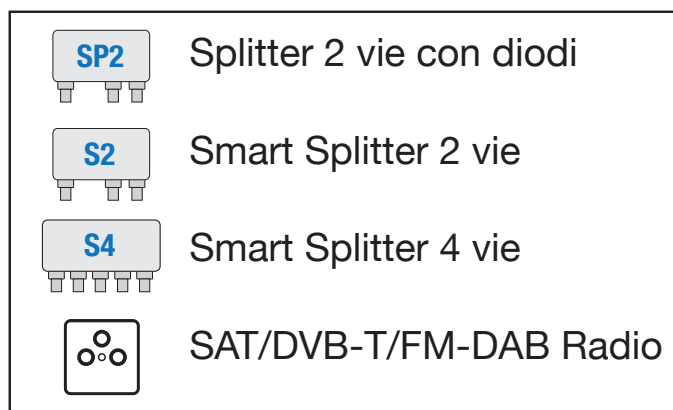 SP2 Splitter 2 vie con diodi
S2 Smart Splitter 2 vie
S4 Smart Splitter 4 vie
SAT/DVB-T/FM-DAB Radio